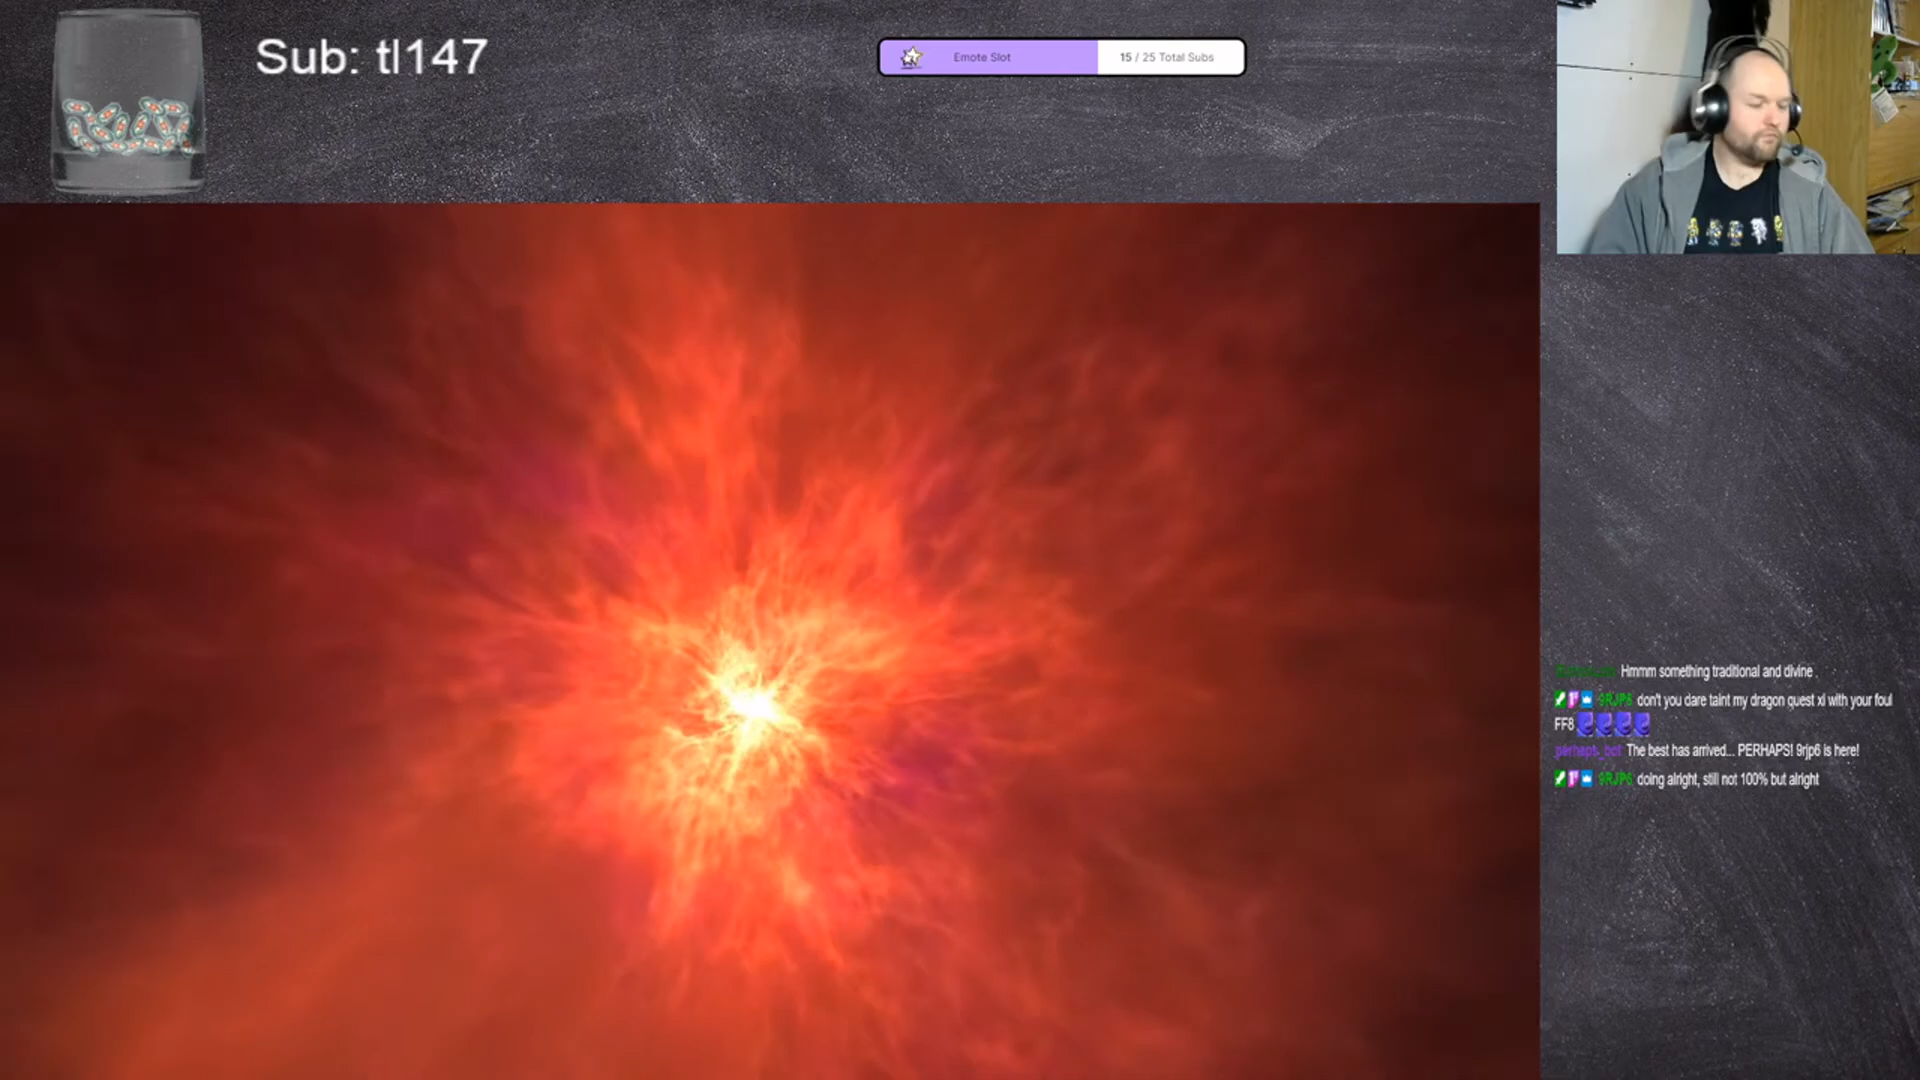 Sub: tl147
Emote Slot
15 / 25 Total Subs
Hmmm something traditional and divine
9RJP6 don't you dare taint my dragon quest xi with your foul
FF8
perhaps_bot The best has arrived... PERHAPS! 9rjp6 is here!
9RJP6 doing alright, still not 100% but alright